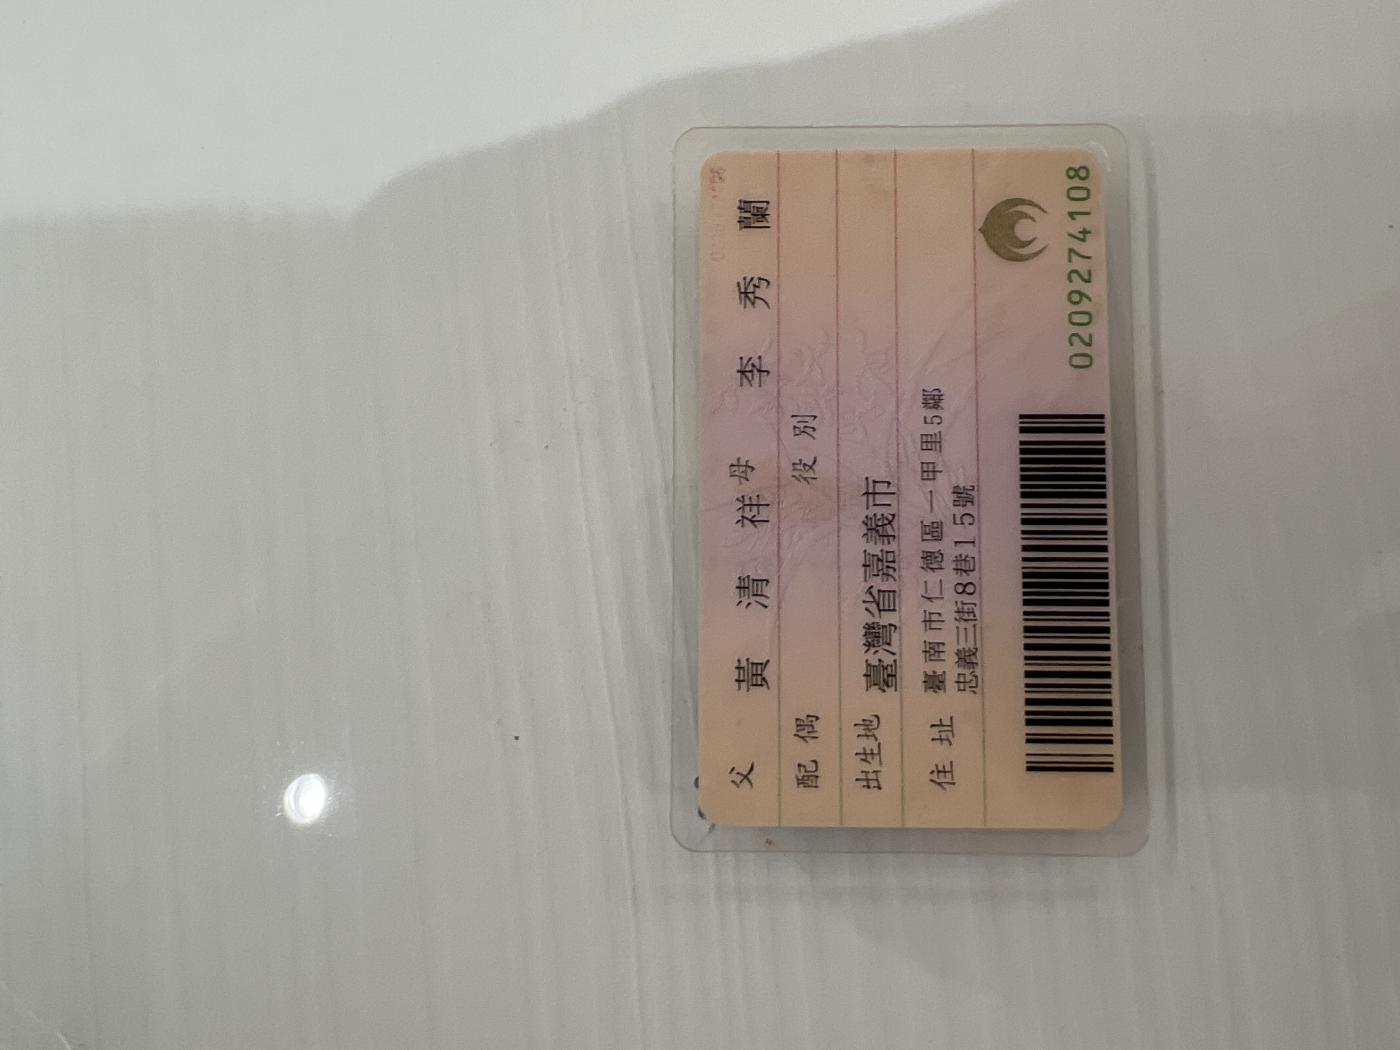 父 黃清祥 母 李秀蘭
配偶 役別
出生地 臺灣省嘉義市
住址 臺南市仁德區一甲里5鄰
忠義三街8巷15號
0209274108